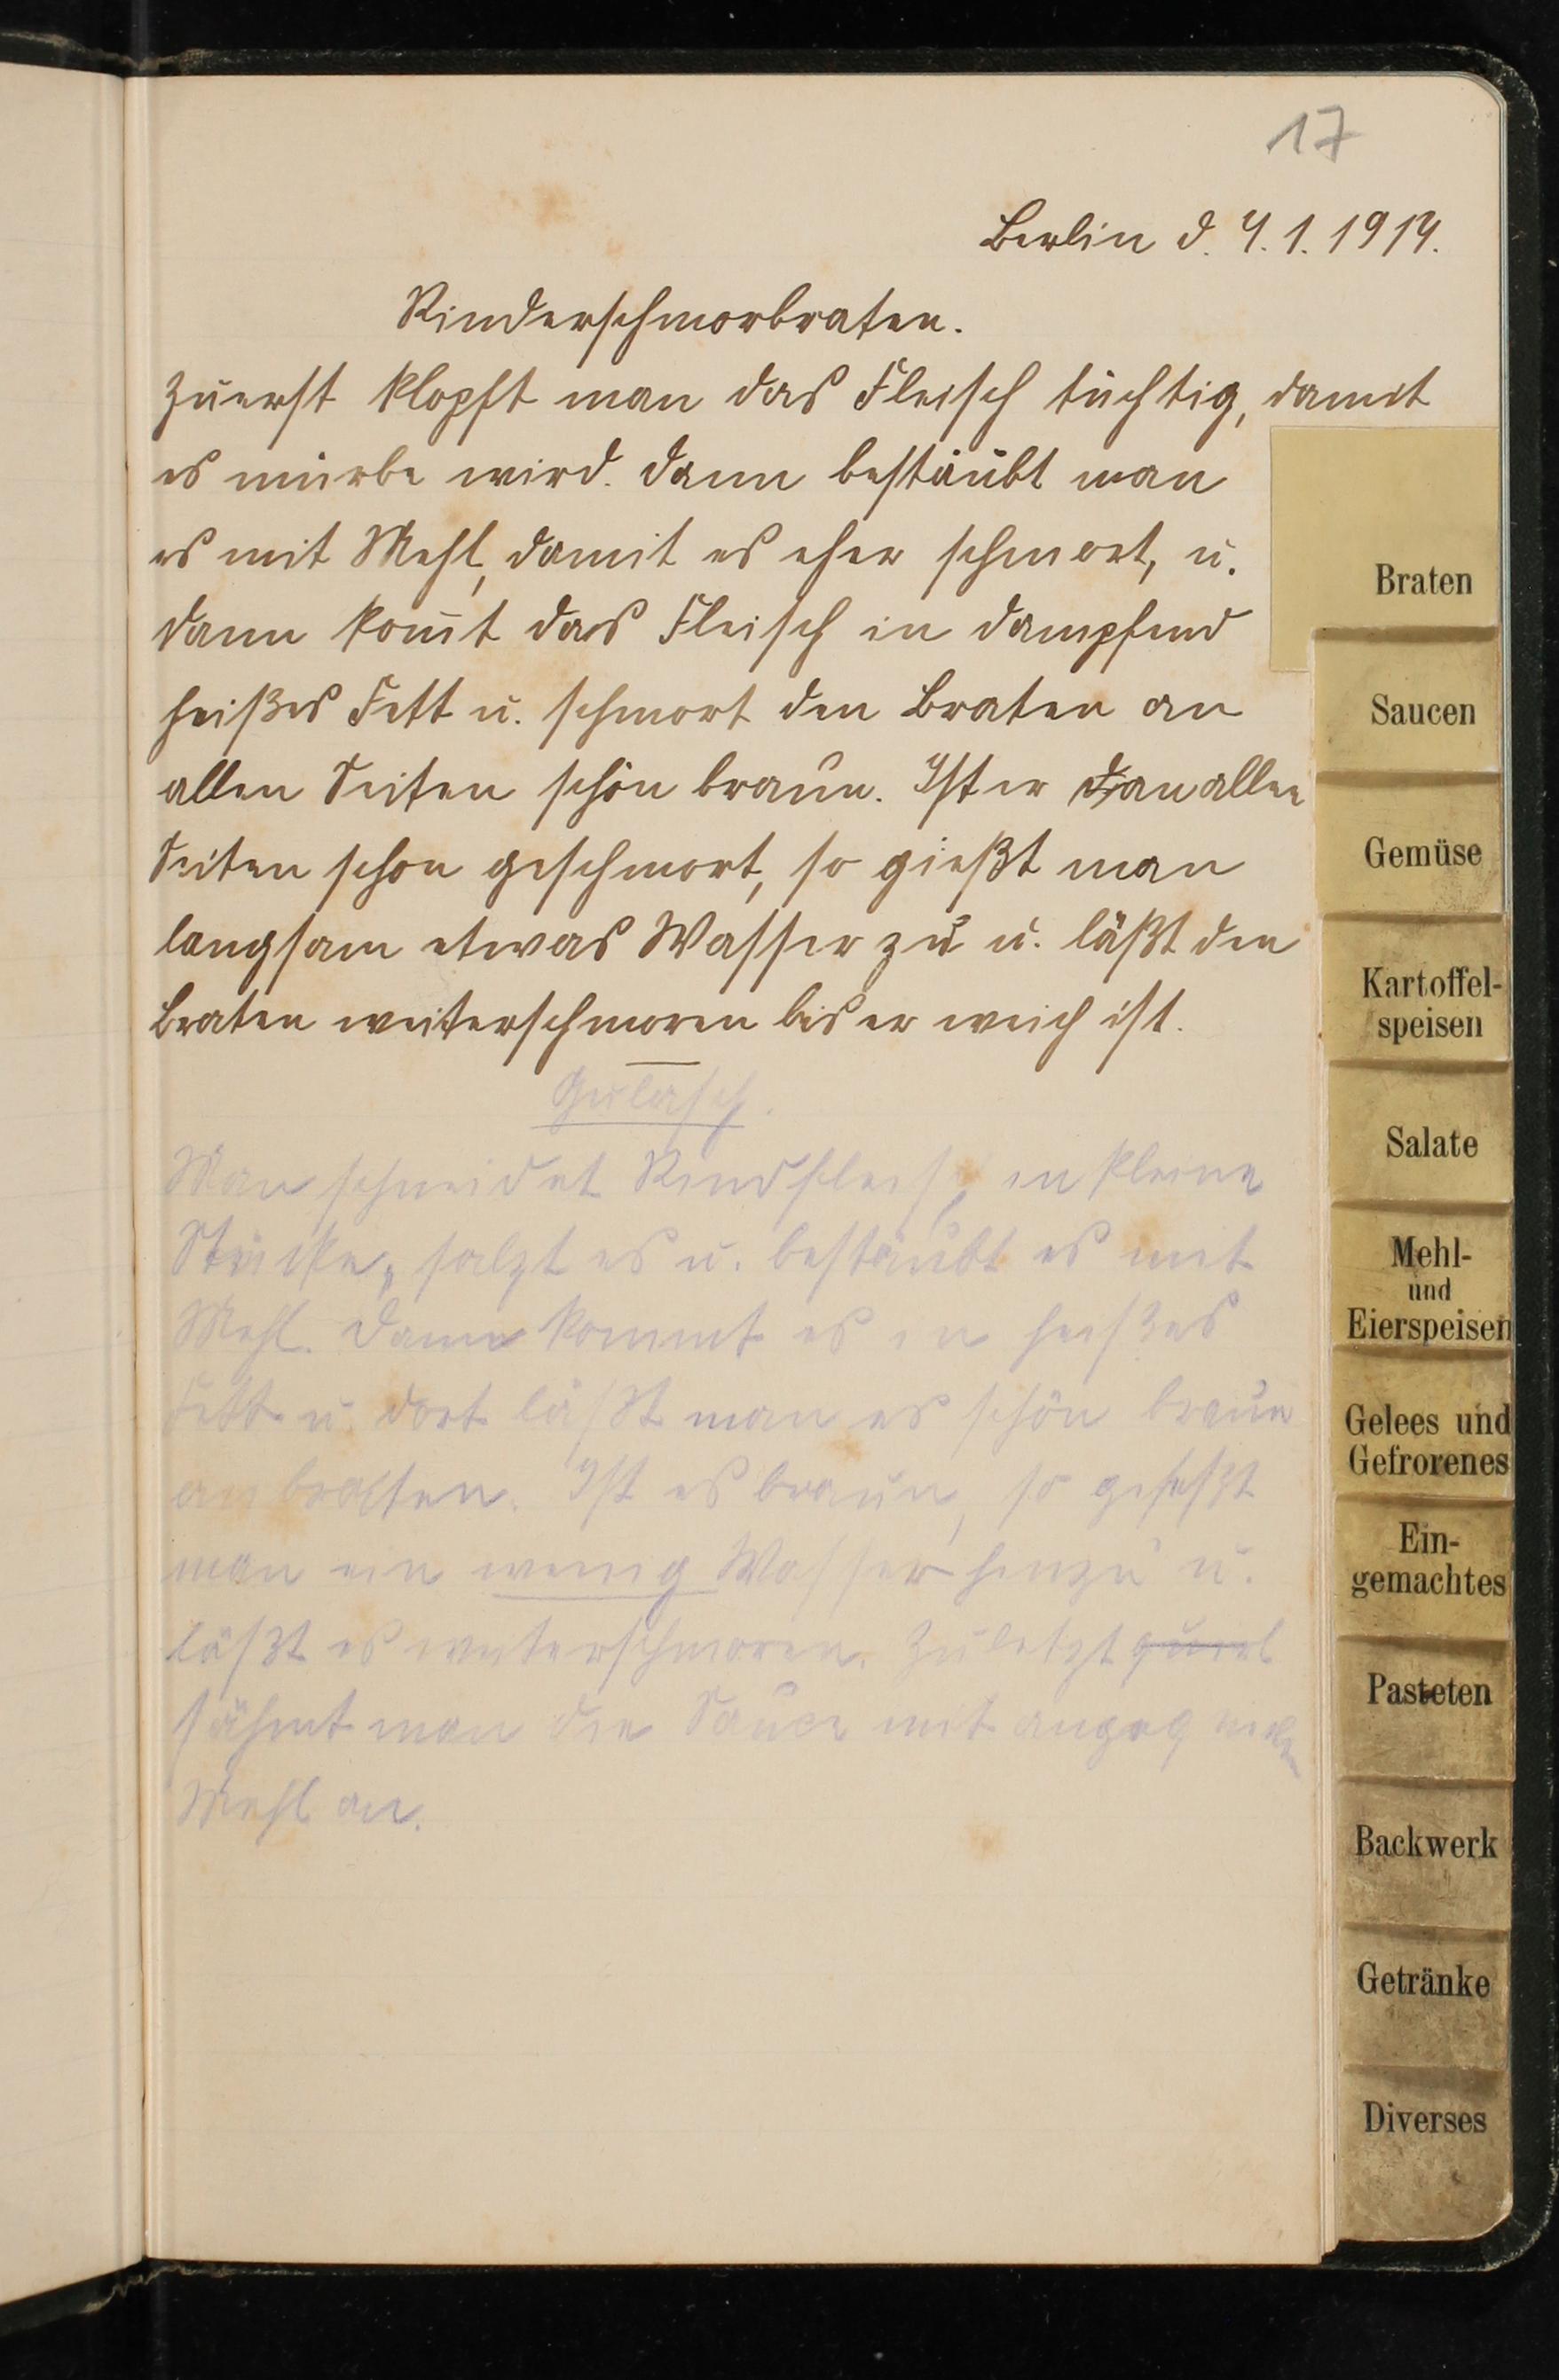 17
Berlin d. 4. 1. 1914.
Rinderschmorbraten.
Zuerst klopft man das Fleisch tüchtig, damit
es mürbe wird. Dann bestäubt man
es mit Mehl, damit es eher schmort, u.
dann kom̄t das Fleisch in dampfend
heißes Fett u. schmort den Braten an
allen Seiten schön braun. Ist er an allen
Seiten schon geschmort, so gießt man
langsam etwas Wasser zu u. läßt den
Braten weiterschmoren bis er weich ist.
Gulasch.
Man schneidet Rindfleisch in kleine
Stücke, salzt es u. bestäubt es mit
Mehl. Dann kommt es in heißes
Fett u. dort läßt man es schön braun
anbraten. Ist es braun, so gießt
man ein wenig Wasser hinzu u.
läßt es weiterschmoren. Zuletzt quirl
sähmt man die Sauce mit
Mehl an.
Braten
Saucen
Gemüse
Kartoffel-
speisen
Salate
Mehl-
und
Eierspeisen
Gelees und
Gefrorenes
Ein-
gemachtes
Pasteten
Backwerk
Getränke
Diverses